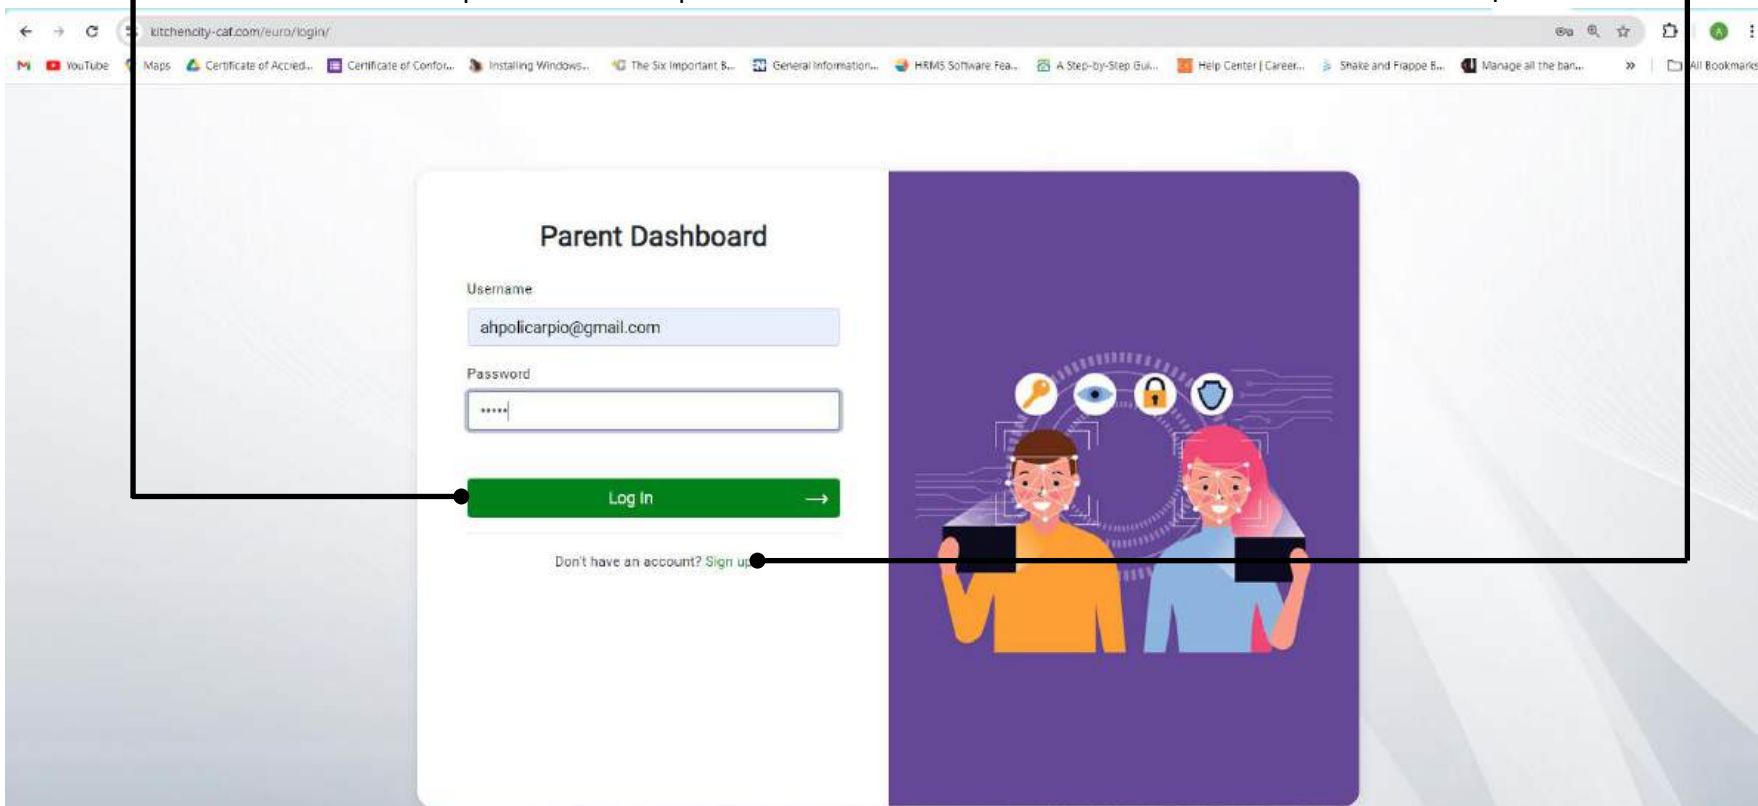 kitchencity-caf.com/euro/login/
YouTube Maps Certificate of Accred... Certificate of Confor... Installing Windows... The Six Important B... General Information... HRMS Software Fea... A Step-by-Step Gui... Help Center | Career... Shake and Frappe B... Manage all the ban... » All Bookmarks
Parent Dashboard
Username
ahpolicarpio@gmail.com
Password
•••••
Log In →
Don't have an account? Sign up